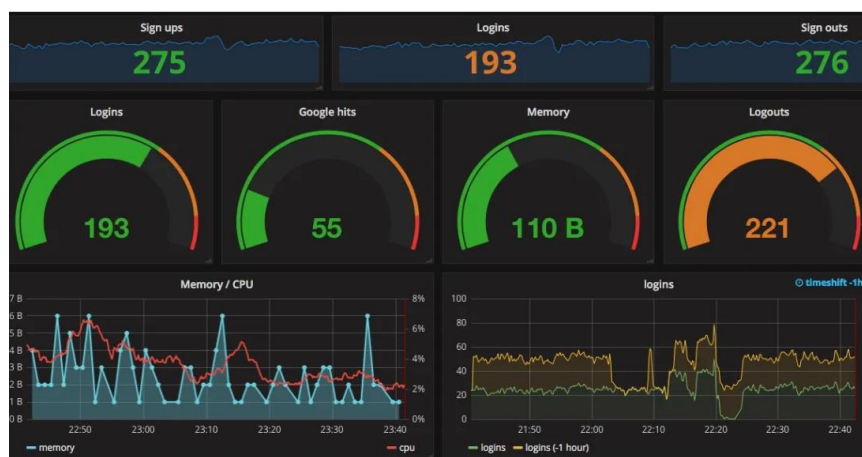 Sign ups Logins Sign outs
275 193 276
Logins Google hits Memory Logouts
193 55 110 B 221
Memory / CPU logins timeshift -1h
7 B 8% 100
6 B 6% 80
5 B
4 B 4% 60
3 B 40
2 B 2% 20
1 B
0 B 0% 0
22:50 23:00 23:10 23:20 23:30 23:40 21:50 22:00 22:10 22:20 22:30 22:40
memory cpu logins logins (-1 hour)